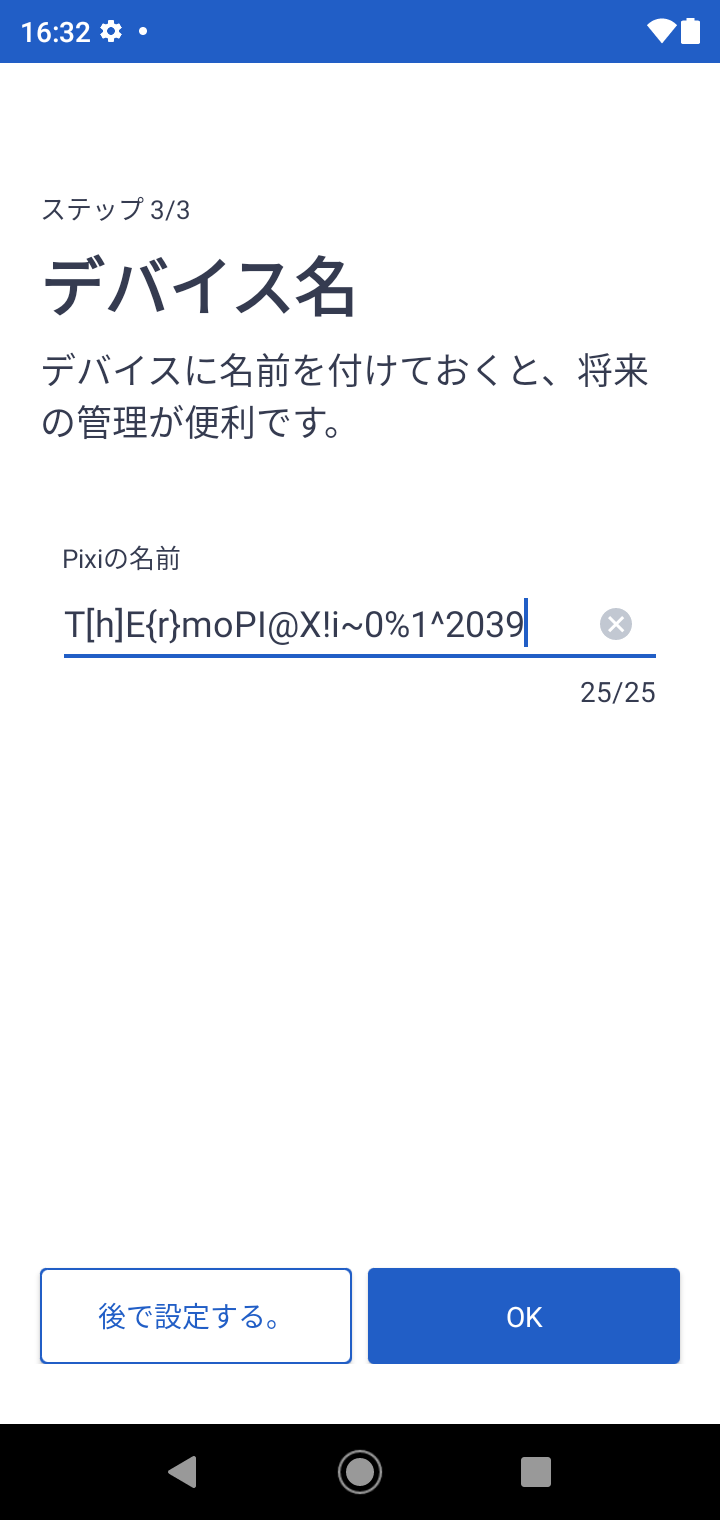 16:32
ステップ 3/3
デバイス名
デバイスに名前を付けておくと、将来
の管理が便利です。
Pixiの名前
T[h]E{r}moPI@X!i~0%1^2039
25/25
後で設定する。
OK